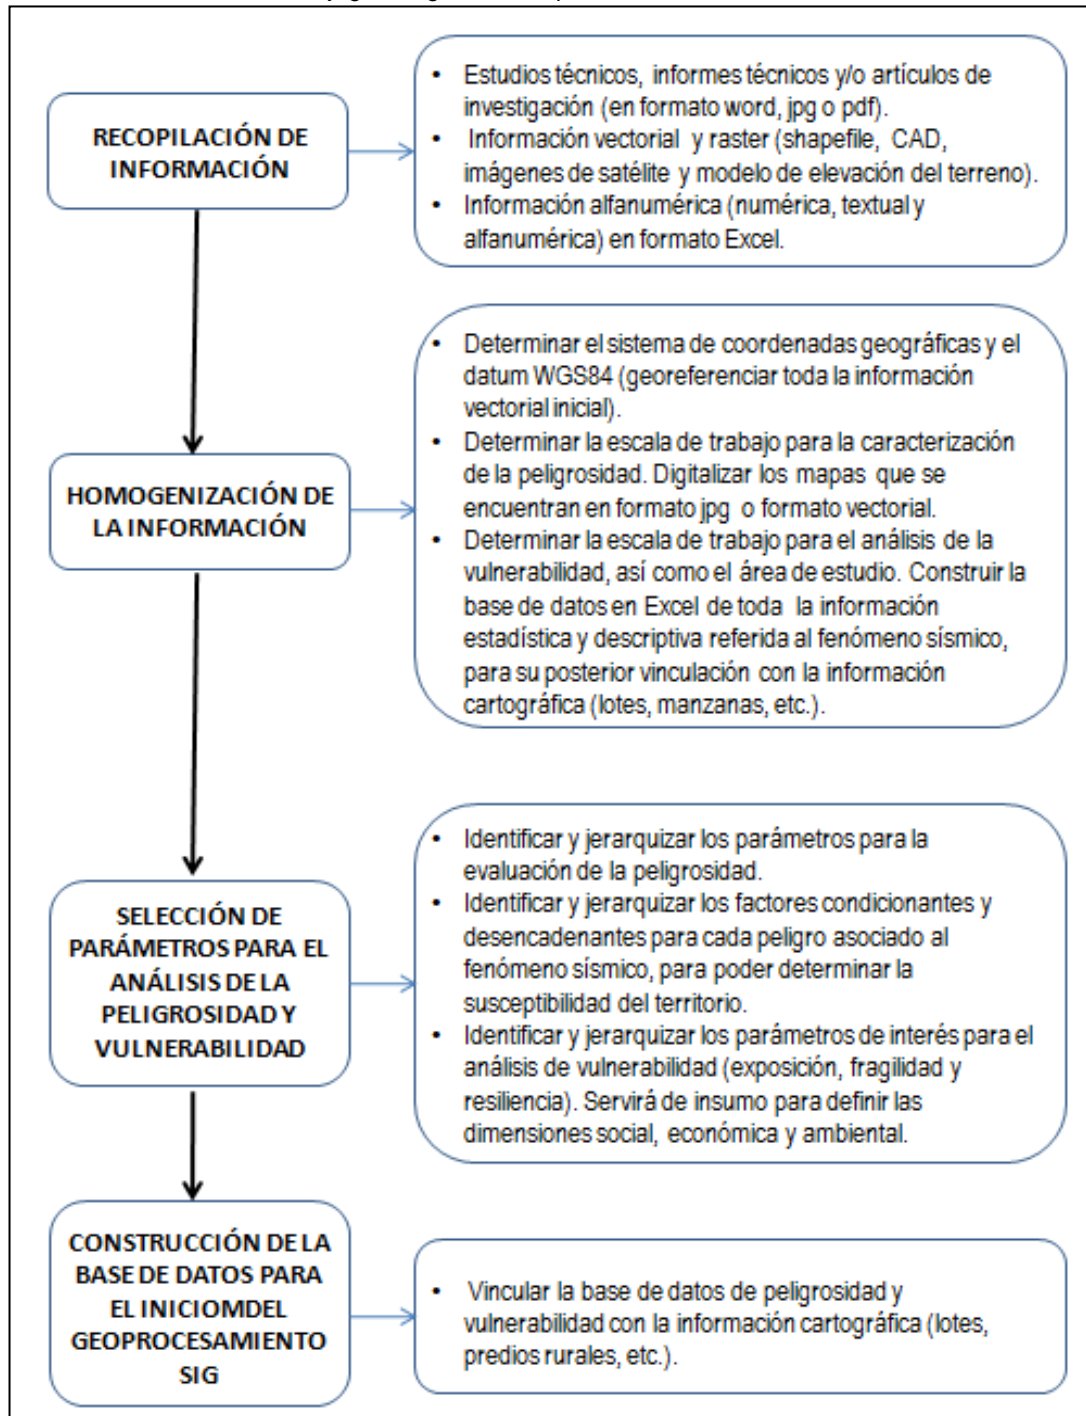 RECOPILACIÓN DE
INFORMACIÓN
• Estudios técnicos, informes técnicos y/o artículos de
investigación (en formato word, jpg o pdf).
• Información vectorial y raster (shapefile, CAD,
imágenes de satélite y modelo de elevación del terreno).
• Información alfanumérica (numérica, textual y
alfanumérica) en formato Excel.
HOMOGENIZACIÓN DE
LA INFORMACIÓN
• Determinar el sistema de coordenadas geográficas y el
datum WGS84 (georeferenciar toda la información
vectorial inicial).
• Determinar la escala de trabajo para la caracterización
de la peligrosidad. Digitalizar los mapas que se
encuentran en formato jpg o formato vectorial.
• Determinar la escala de trabajo para el análisis de la
vulnerabilidad, así como el área de estudio. Construir la
base de datos en Excel de toda la información
estadística y descriptiva referida al fenómeno sísmico,
para su posterior vinculación con la información
cartográfica (lotes, manzanas, etc.).
SELECCIÓN DE
PARÁMETROS PARA EL
ANÁLISIS DE LA
PELIGROSIDAD Y
VULNERABILIDAD
• Identificar y jerarquizar los parámetros para la
evaluación de la peligrosidad.
• Identificar y jerarquizar los factores condicionantes y
desencadenantes para cada peligro asociado al
fenómeno sísmico, para poder determinar la
susceptibilidad del territorio.
• Identificar y jerarquizar los parámetros de interés para el
análisis de vulnerabilidad (exposición, fragilidad y
resiliencia). Servirá de insumo para definir las
dimensiones social, económica y ambiental.
CONSTRUCCIÓN DE LA
BASE DE DATOS PARA
EL INICIOMDEL
GEOPROCESAMIENTO
SIG
• Vincular la base de datos de peligrosidad y
vulnerabilidad con la información cartográfica (lotes,
predios rurales, etc.).